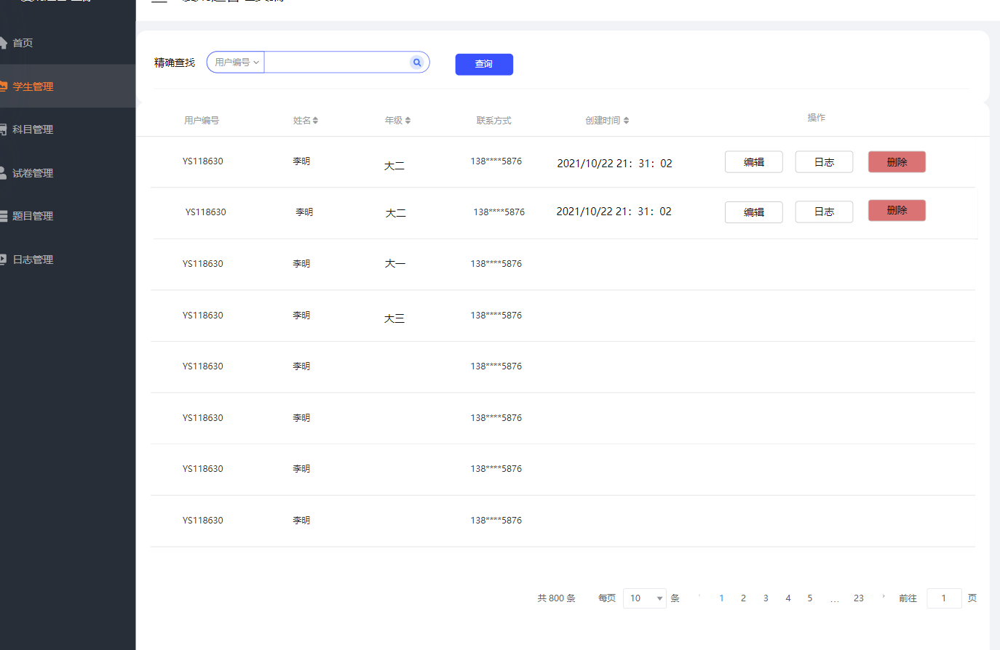 首页
学生管理
科目管理
试卷管理
题目管理
日志管理
精确查找 用户编号 查询
用户编号 姓名 年级 联系方式 创建时间 操作
YS118630 李明 大二 138****5876 2021/10/22 21：31：02 编辑 日志 删除
YS118630 李明 大二 138****5876 2021/10/22 21：31：02 编辑 日志 删除
YS118630 李明 大一 138****5876
YS118630 李明 大三 138****5876
YS118630 李明 138****5876
YS118630 李明 138****5876
YS118630 李明 138****5876
YS118630 李明 138****5876
共 800 条 每页 10 条 1 2 3 4 5 ... 23 前往 1 页